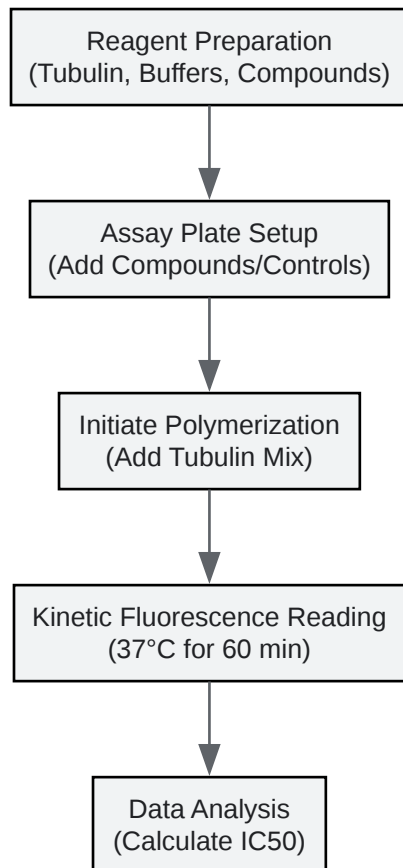 Reagent Preparation
(Tubulin, Buffers, Compounds)
Assay Plate Setup
(Add Compounds/Controls)
Initiate Polymerization
(Add Tubulin Mix)
Kinetic Fluorescence Reading
(37°C for 60 min)
Data Analysis
(Calculate IC50)